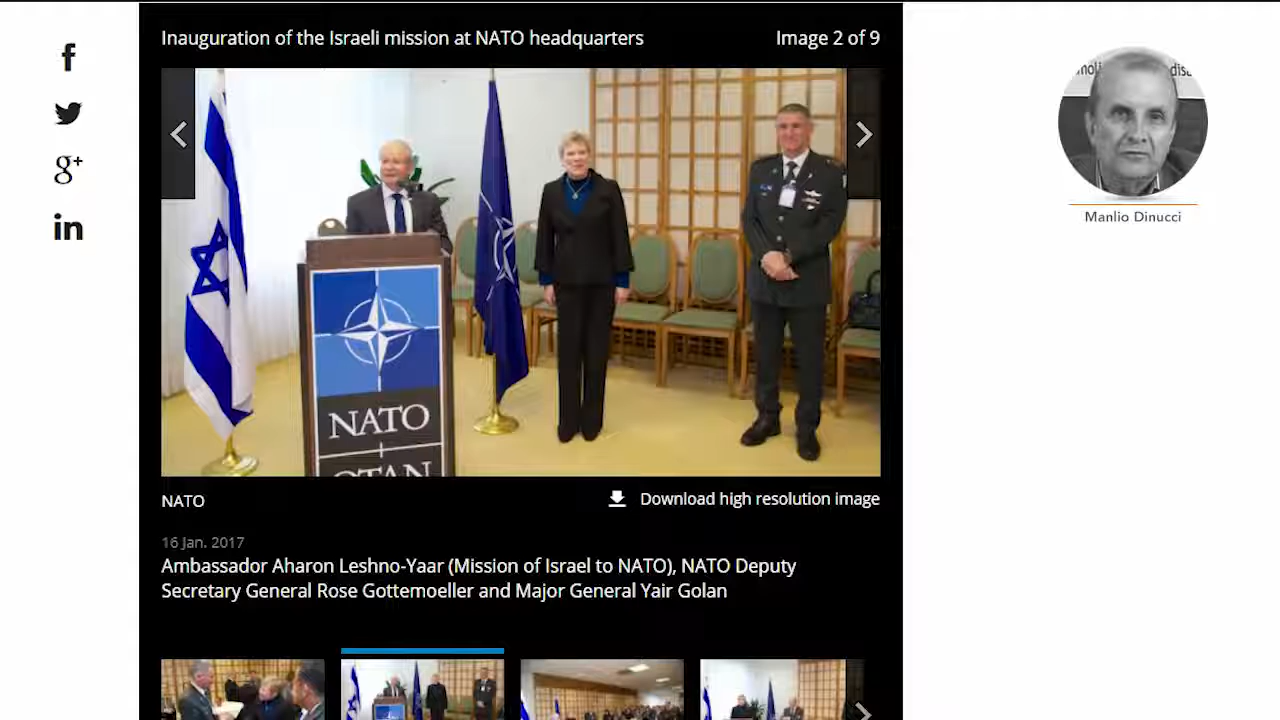 Inauguration of the Israeli mission at NATO headquarters
Image 2 of 9
NATO
OTAN
NATO
Download high resolution image
16 Jan. 2017
Ambassador Aharon Leshno-Yaar (Mission of Israel to NATO), NATO Deputy
Secretary General Rose Gottemoeller and Major General Yair Golan
Manlio Dinucci